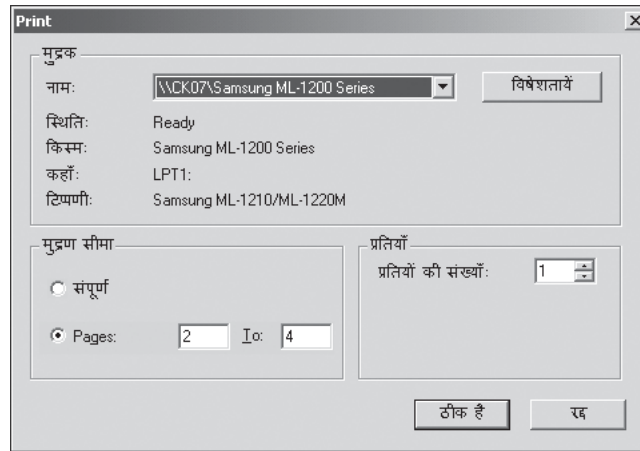 Print
मुद्रक
नामः \\CK07\Samsung ML-1200 Series विषेशतायें
स्थितिः Ready
किस्मः Samsung ML-1200 Series
कहाँः LPT1:
टिप्पणीः Samsung ML-1210/ML-1220M
मुद्रण सीमा
संपूर्ण
Pages: 2 To: 4
प्रतियाँ
प्रतियों की संख्याँः 1
ठीक है रद्द